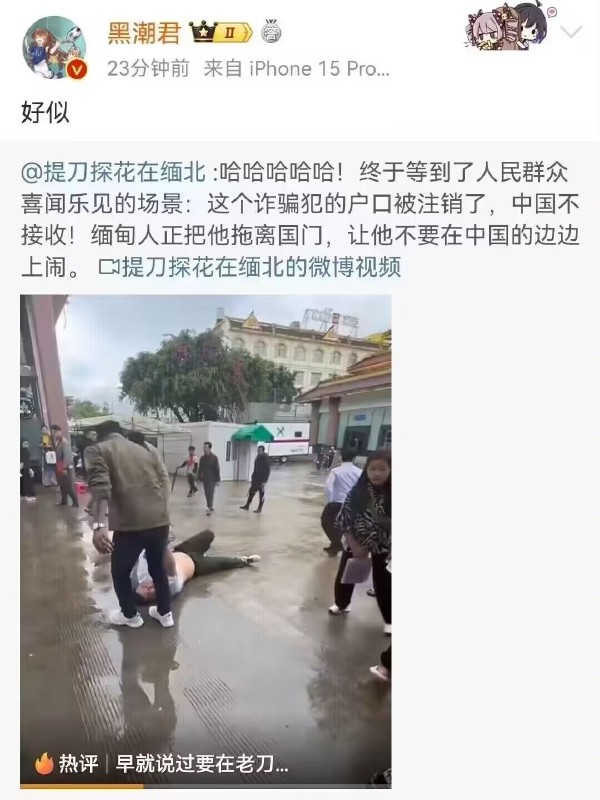 黑潮君 II
23分钟前 来自 iPhone 15 Pro...
好似
@提刀探花在缅北 :哈哈哈哈哈！终于等到了人民群众
喜闻乐见的场景：这个诈骗犯的户口被注销了，中国不
接收！缅甸人正把他拖离国门，让他不要在中国的边边
上闹。提刀探花在缅北的微博视频
热评 | 早就说过要在老刀...